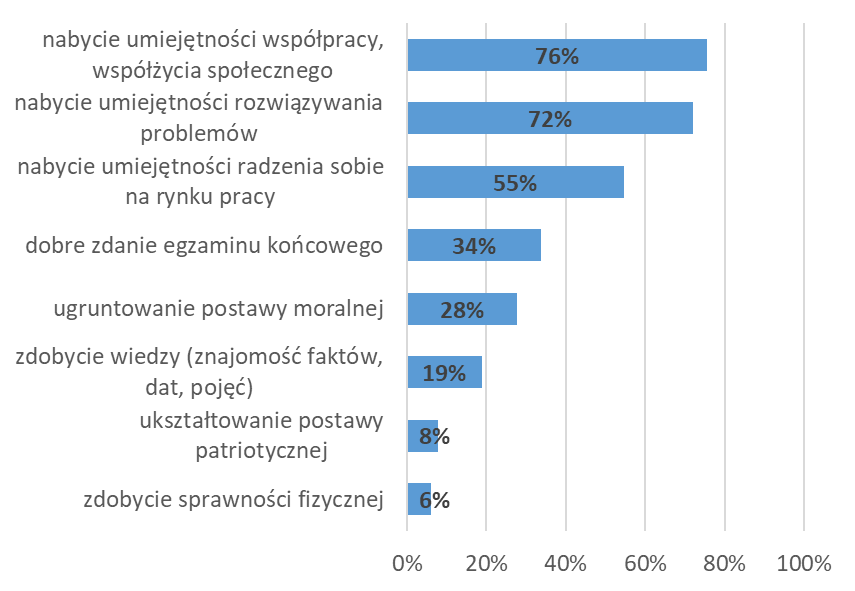 nabycie umiejętności współpracy,
współżycia społecznego
76%
nabycie umiejętności rozwiązywania
problemów
72%
nabycie umiejętności radzenia sobie
na rynku pracy
55%
dobre zdanie egzaminu końcowego
34%
ugruntowanie postawy moralnej
28%
zdobycie wiedzy (znajomość faktów,
dat, pojęć)
19%
ukształtowanie postawy
patriotycznej
8%
zdobycie sprawności fizycznej
6%
0% 20% 40% 60% 80% 100%